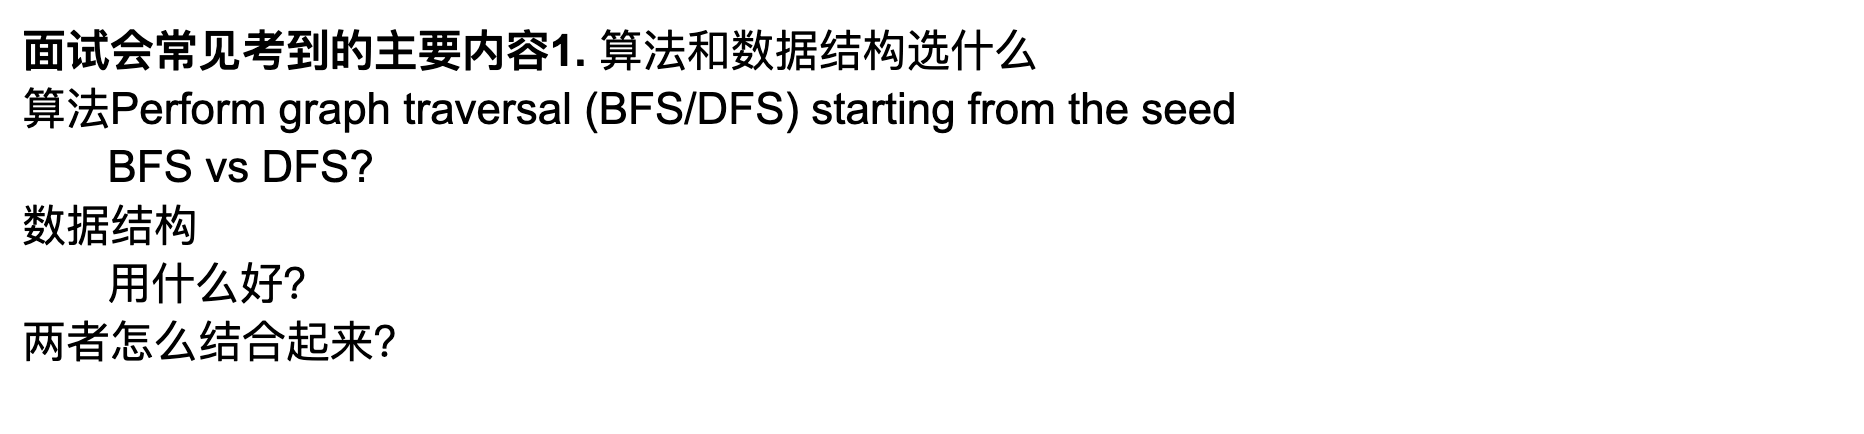 面试会常见考到的主要内容1. 算法和数据结构选什么
算法Perform graph traversal (BFS/DFS) starting from the seed
BFS vs DFS?
数据结构
用什么好?
两者怎么结合起来?